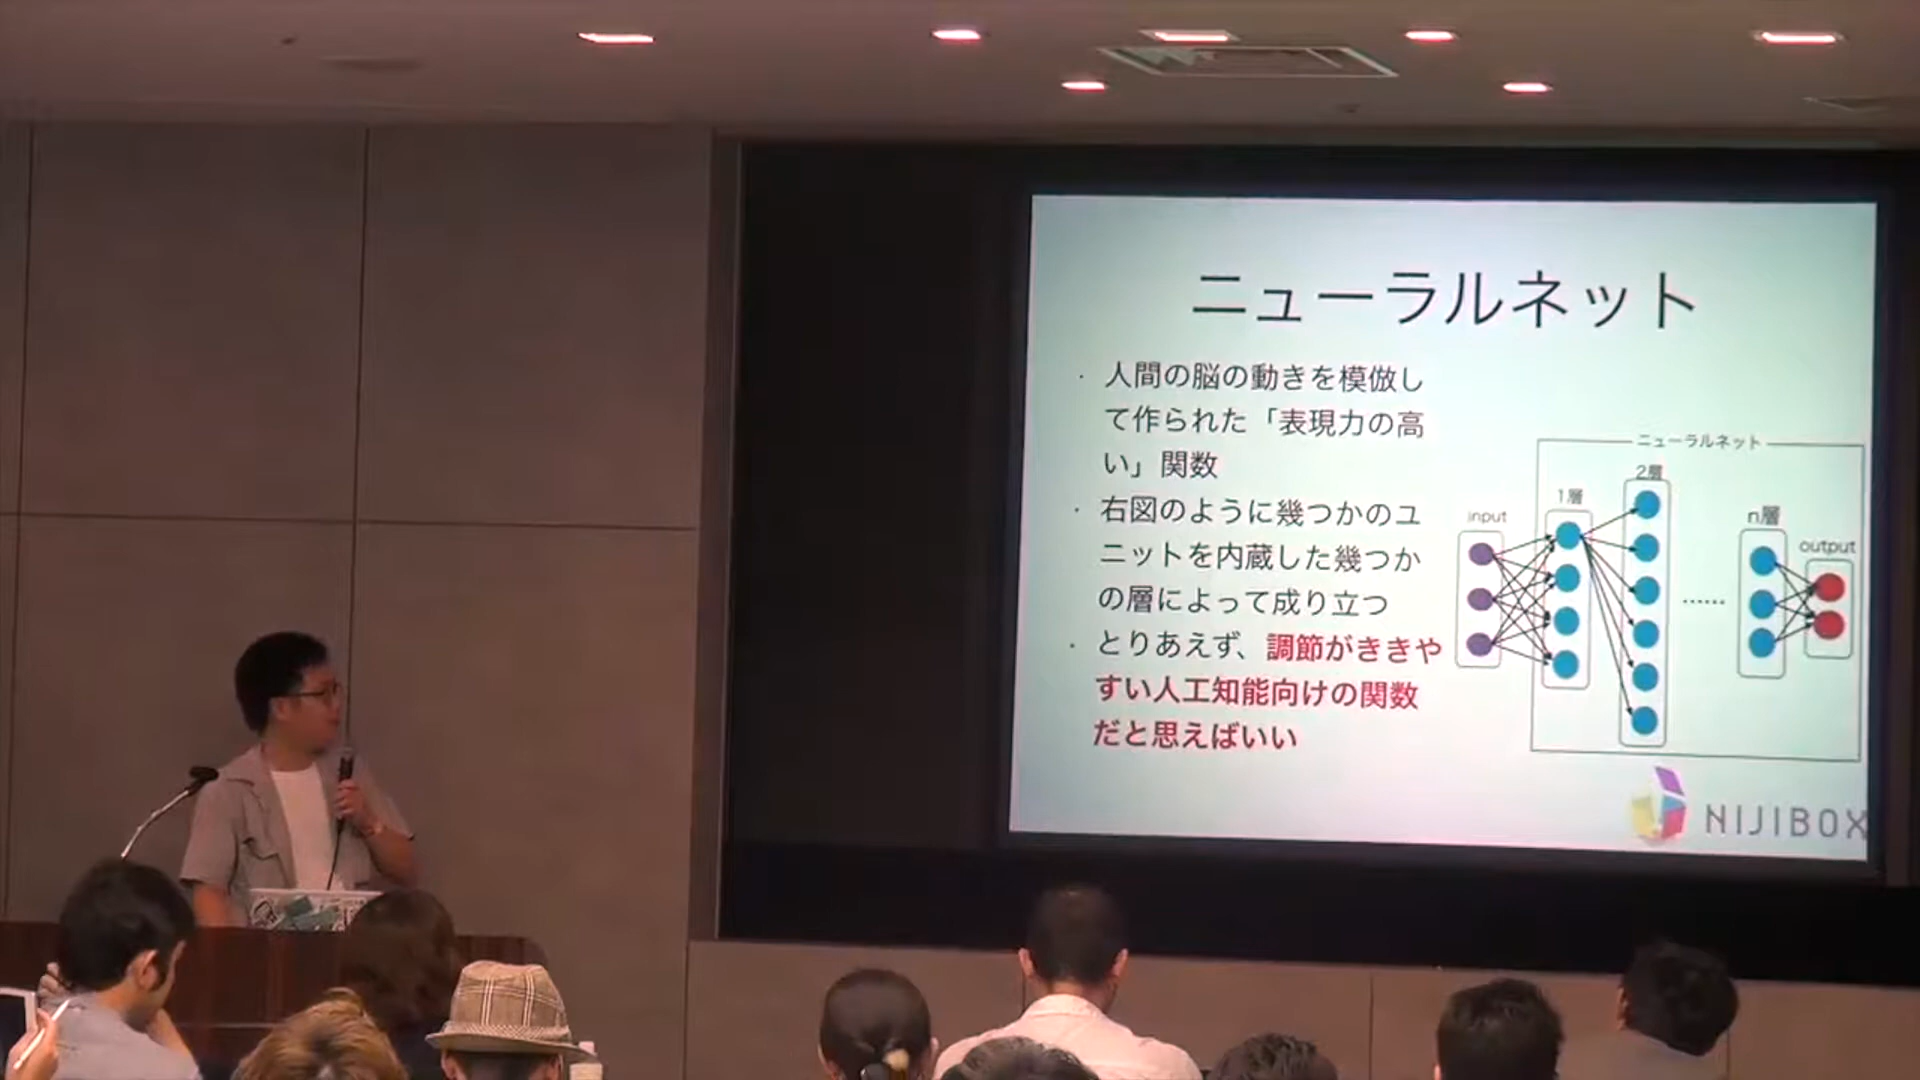 ニューラルネット
・人間の脳の動きを模倣し
て作られた「表現力の高
い」関数
・右図のように幾つかのユ
ニットを内蔵した幾つか
の層によって成り立つ
・とりあえず、調節がききや
すい人工知能向けの関数
だと思えばいい
ニューラルネット
input
1層
2層
......
n層
output
NIJIBOX